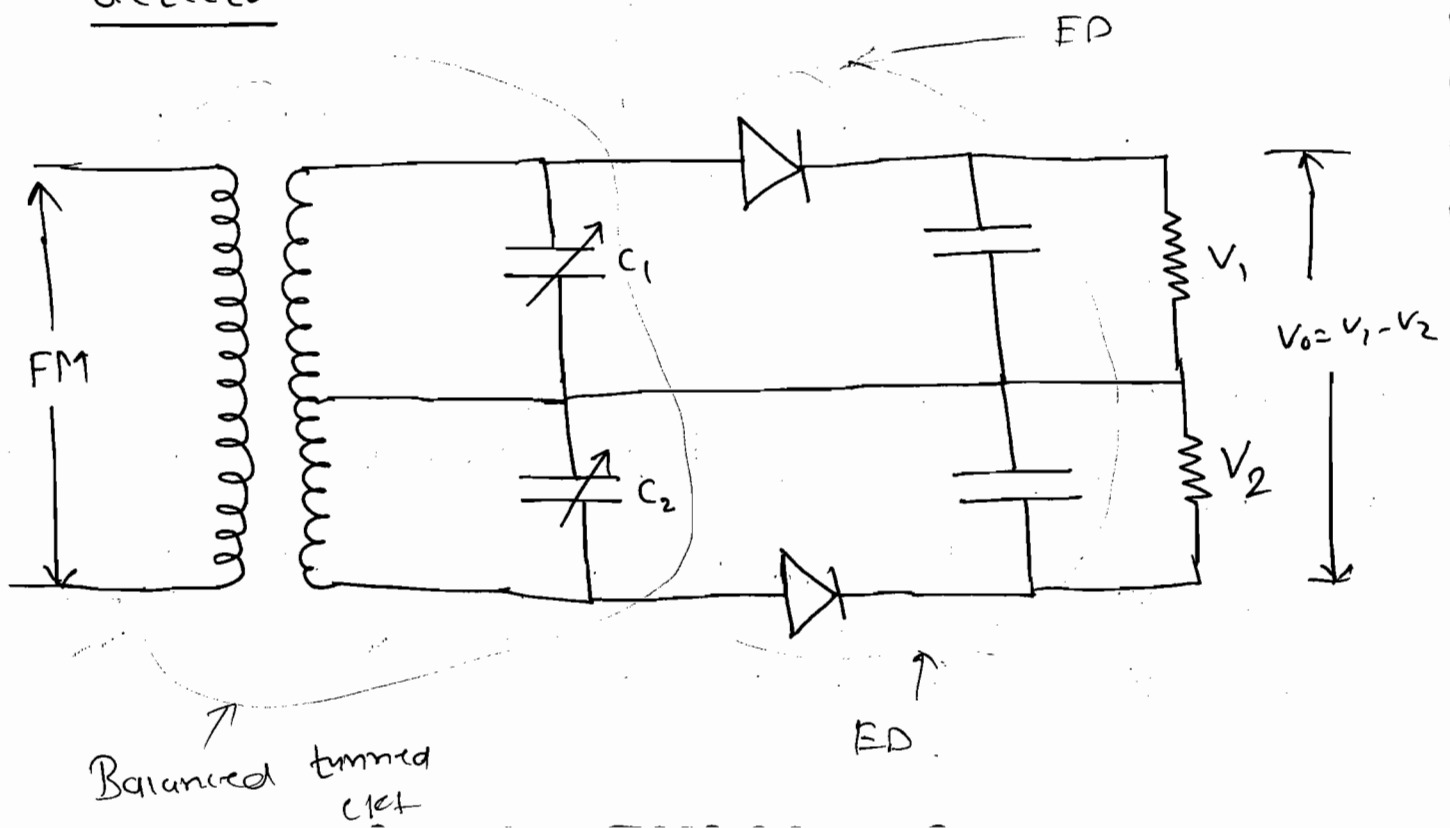 ED
C₁
V₁
FM
V₀ = V₁ - V₂
C₂
V₂
ED.
Balanced tunned
ckt